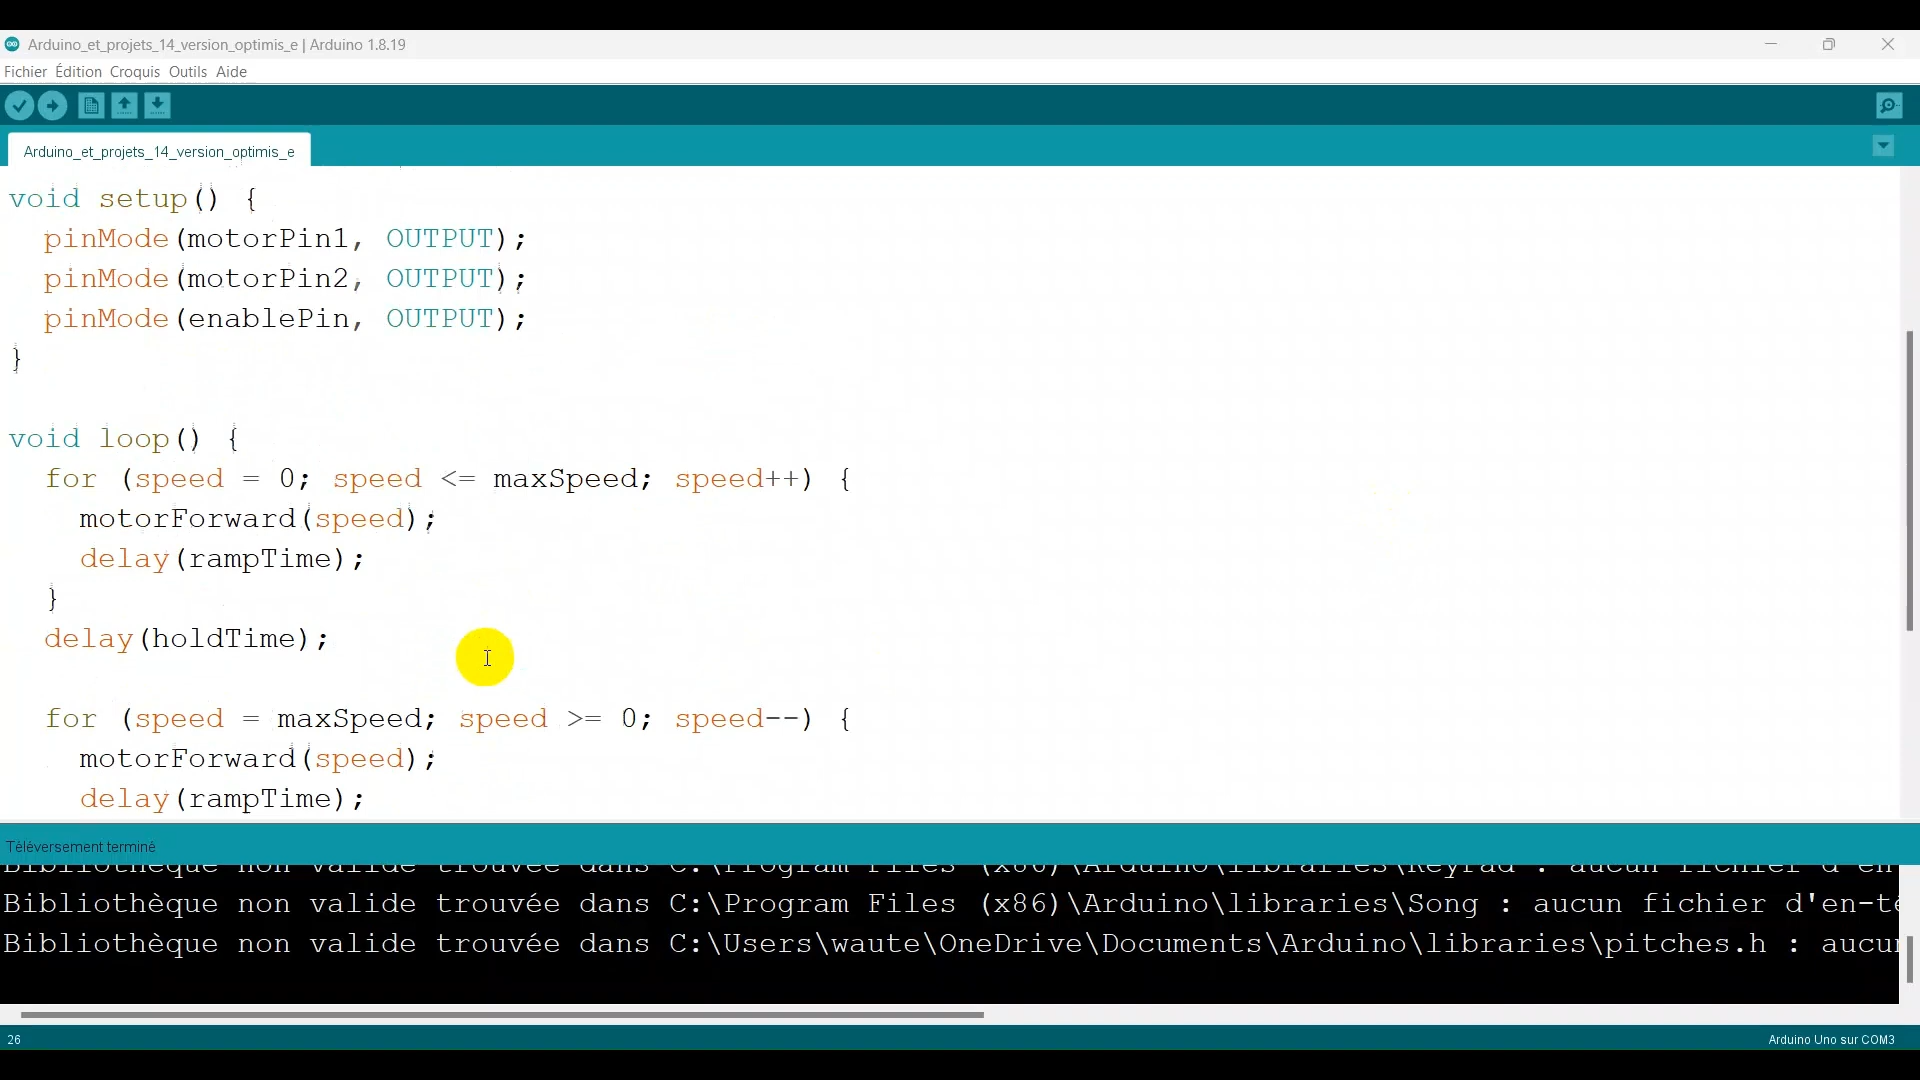 Arduino_et_projets_14_version_optimis_e | Arduino 1.8.19
Fichier Édition Croquis Outils Aide
Arduino_et_projets_14_version_optimis_e
void setup() {
pinMode(motorPin1, OUTPUT);
pinMode(motorPin2, OUTPUT);
pinMode(enablePin, OUTPUT);
}
void loop() {
for (speed = 0; speed <= maxSpeed; speed++) {
motorForward(speed);
delay(rampTime);
}
delay(holdTime);
for (speed = maxSpeed; speed >= 0; speed--) {
motorForward(speed);
delay(rampTime);
Téléversement terminé
Bibliothèque non valide trouvée dans C:\Program Files (x86)\Arduino\libraries\ : aucun fichier d'en
Bibliothèque non valide trouvée dans C:\Program Files (x86)\Arduino\libraries\Song : aucun fichier d'en-tê
Bibliothèque non valide trouvée dans C:\Users\waute\OneDrive\Documents\Arduino\libraries\pitches.h : aucun
26
Arduino Uno sur COM3